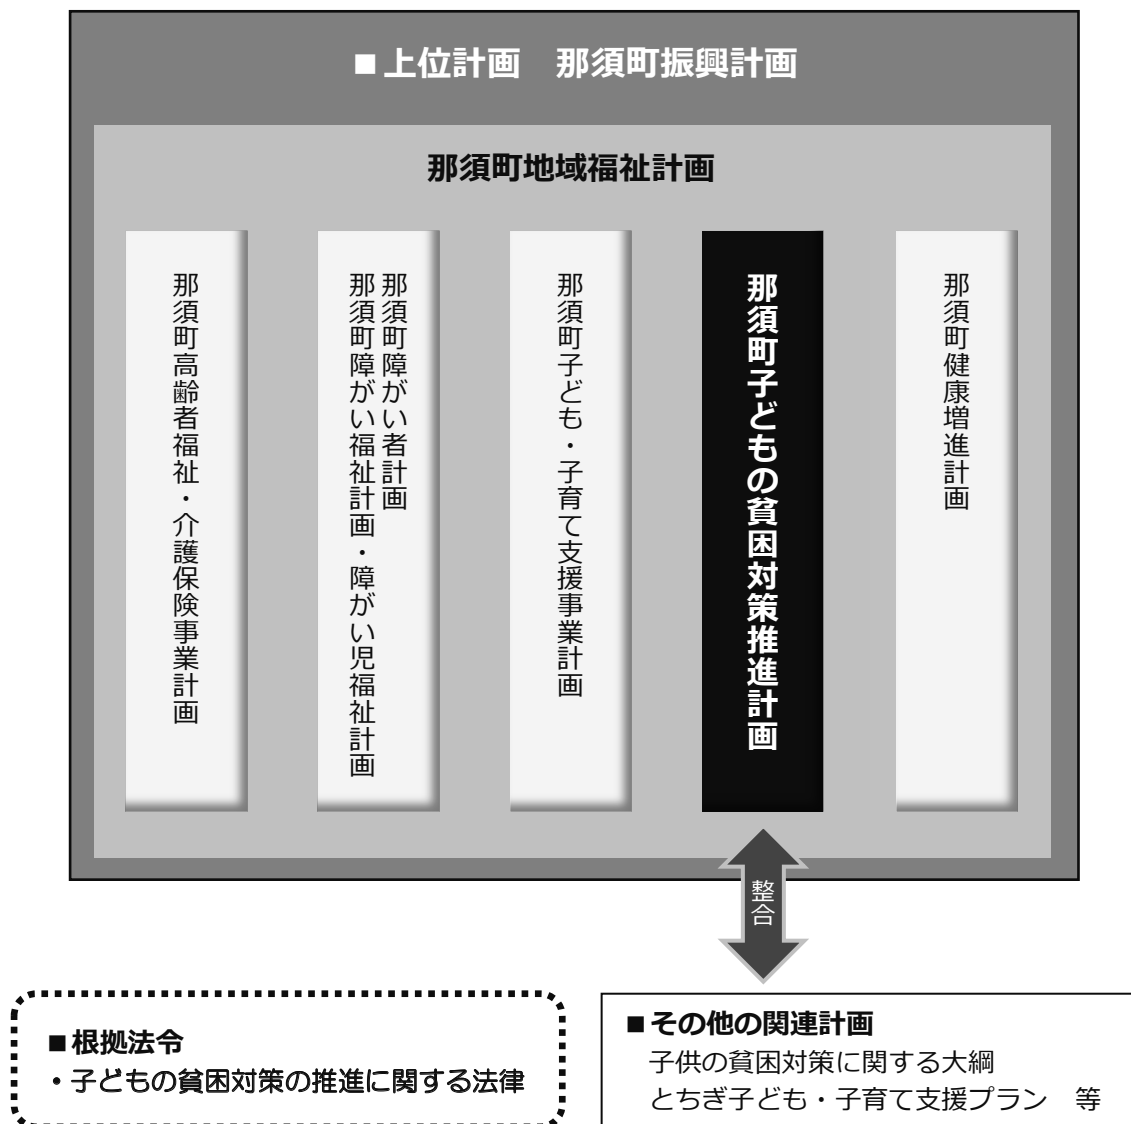 ■上位計画　那須町振興計画
那須町地域福祉計画
那須町高齢者福祉・介護保険事業計画
那須町障がい者計画
那須町障がい福祉計画・障がい児福祉計画
那須町子ども・子育て支援事業計画
那須町子どもの貧困対策推進計画
那須町健康増進計画
整合
■根拠法令
・子どもの貧困対策の推進に関する法律
■その他の関連計画
子供の貧困対策に関する大綱
とちぎ子ども・子育て支援プラン　等